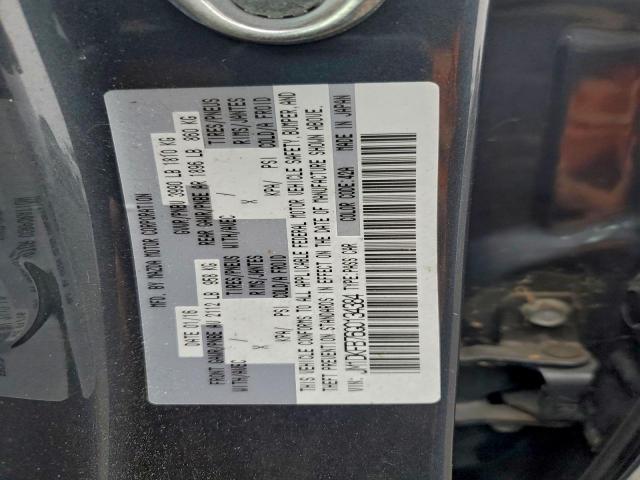 MFD. BY MAZDA MOTOR CORPORATION
DATE 01/16 GVWR/PNBV 3990 LB 1810 KG
FRONT GAWR/PNBE AV 2112 LB 958 KG REAR GAWR/PNBE AR 1896 LB 860 KG
WITH/AVEC / TIRES/PNEUS WITH/AVEC / TIRES/PNEUS
X RIMS/JANTES X RIMS/JANTES
KPA/ PSI COLD/A FROID KPA/ PSI COLD/A FROID
THIS VEHICLE CONFORMS TO ALL APPLICABLE FEDERAL MOTOR VEHICLE SAFETY, BUMPER, AND
THEFT PREVENTION STANDARDS IN EFFECT ON THE DATE OF MANUFACTURE SHOWN ABOVE.
VIN: TYPE:PASS CAR COLOR CODE:42A MADE IN JAPAN